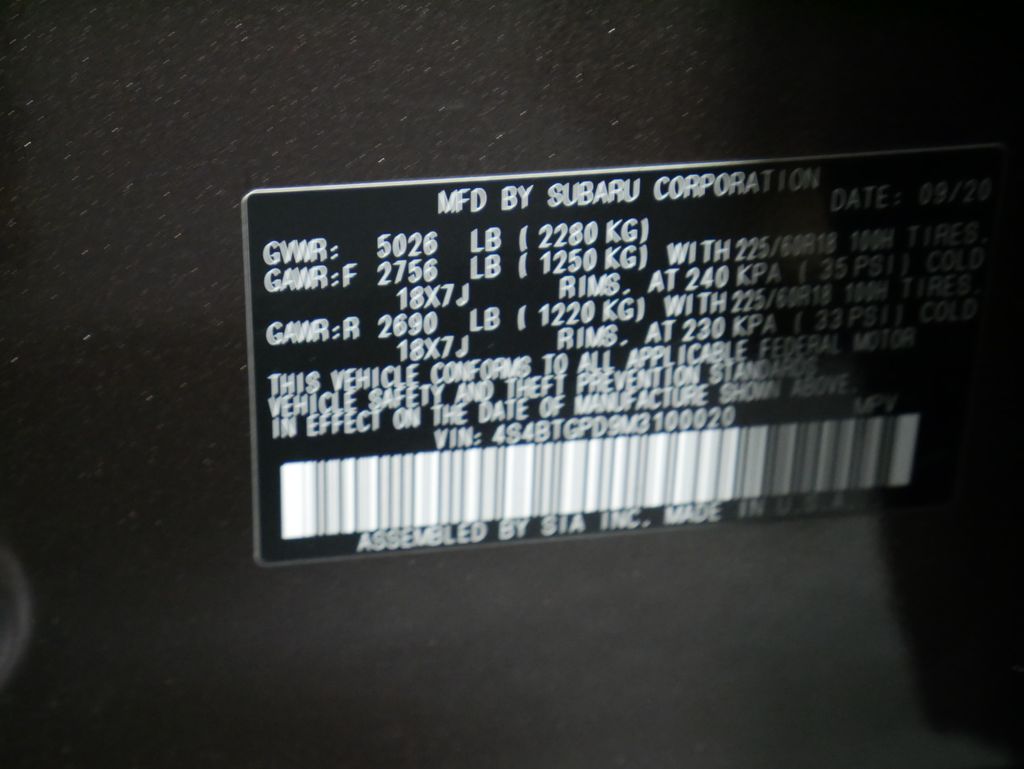 MFD BY SUBARU CORPORATION DATE: 09/20
GVWR: 5026 LB ( 2280 KG)
GAWR:F 2756 LB ( 1250 KG) WITH 225/60R18 100H TIRES.
18X7J RIMS. AT 240 KPA ( 35 PSI) COLD
GAWR:R 2690 LB ( 1220 KG) WITH 225/60R18 100H TIRES.
18X7J RIMS. AT 230 KPA ( 33 PSI) COLD
THIS VEHICLE CONFORMS TO ALL APPLICABLE FEDERAL MOTOR
VEHICLE SAFETY AND THEFT PREVENTION STANDARDS
IN EFFECT ON THE DATE OF MANUFACTURE SHOWN ABOVE.
VIN: 4S4BTGPD9M3100020 MPV
ASSEMBLED BY SIA INC. MADE IN U.S.A.